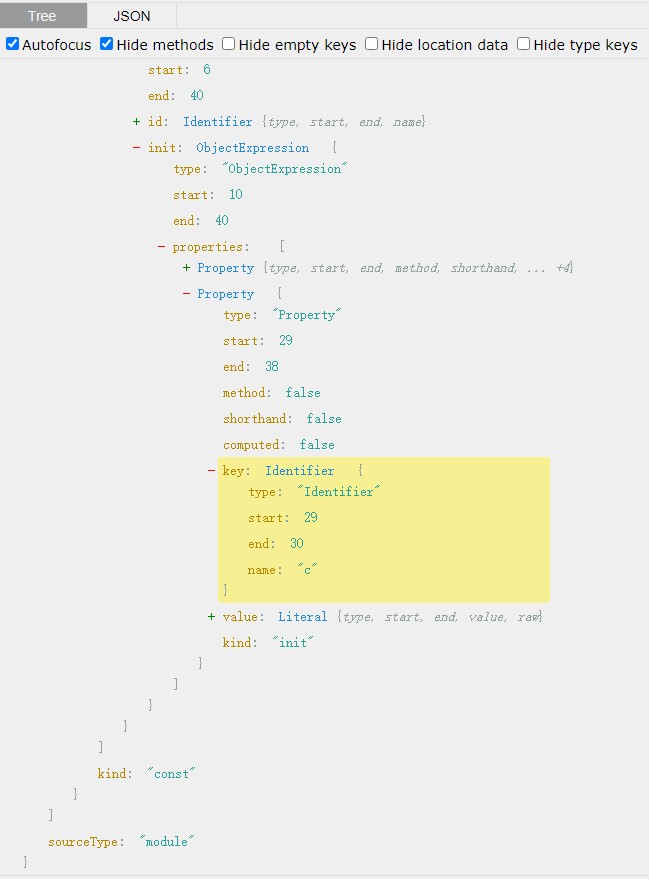 Tree JSON
Autofocus Hide methods Hide empty keys Hide location data Hide type keys
start: 6
end: 40
+ id: Identifier {type, start, end, name}
- init: ObjectExpression {
type: "ObjectExpression"
start: 10
end: 40
- properties: [
+ Property {type, start, end, method, shorthand, ... +4}
- Property {
type: "Property"
start: 29
end: 38
method: false
shorthand: false
computed: false
- key: Identifier {
type: "Identifier"
start: 29
end: 30
name: "c"
}
+ value: Literal {type, start, end, value, raw}
kind: "init"
}
]
}
}
]
kind: "const"
}
]
sourceType: "module"
}